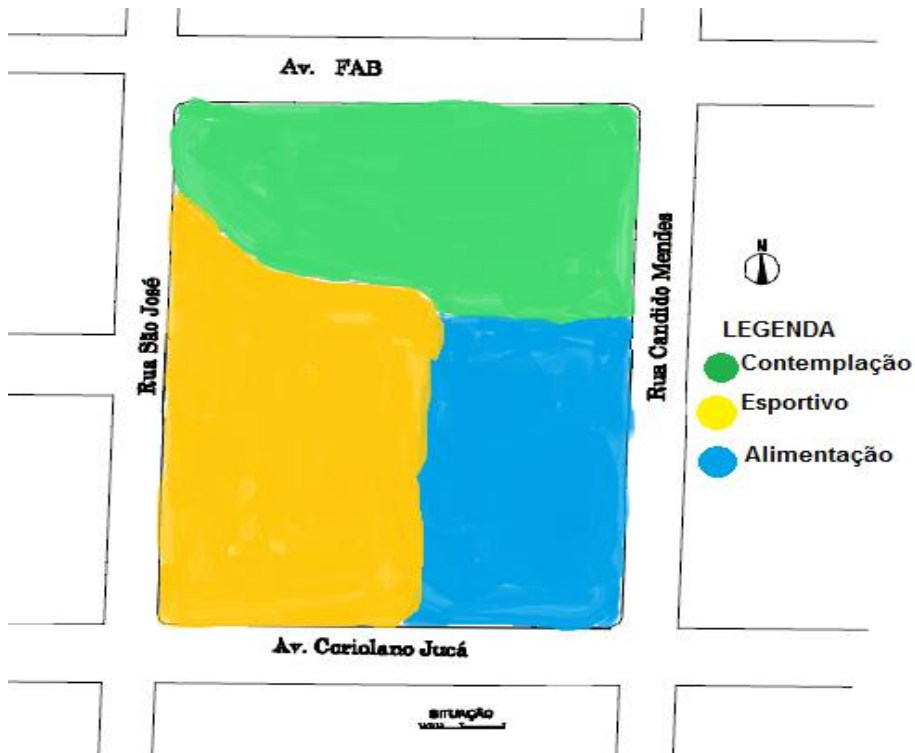 Av. FAB
Rua São José
Rua Candido Mendes
N
LEGENDA
Contemplação
Esportivo
Alimentação
Av. Coriolano Jucá
SITUAÇÃO